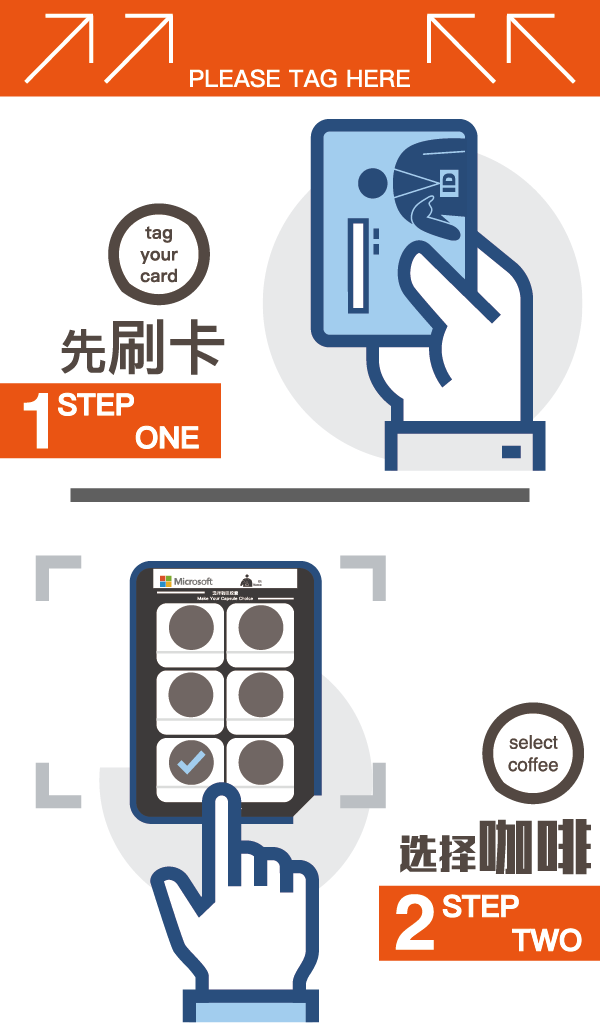 PLEASE TAG HERE
ID
tag
your
card
先刷卡
1 STEP
ONE
Microsoft
Make Your Capsule Choice
select
coffee
选择咖啡
2 STEP
TWO